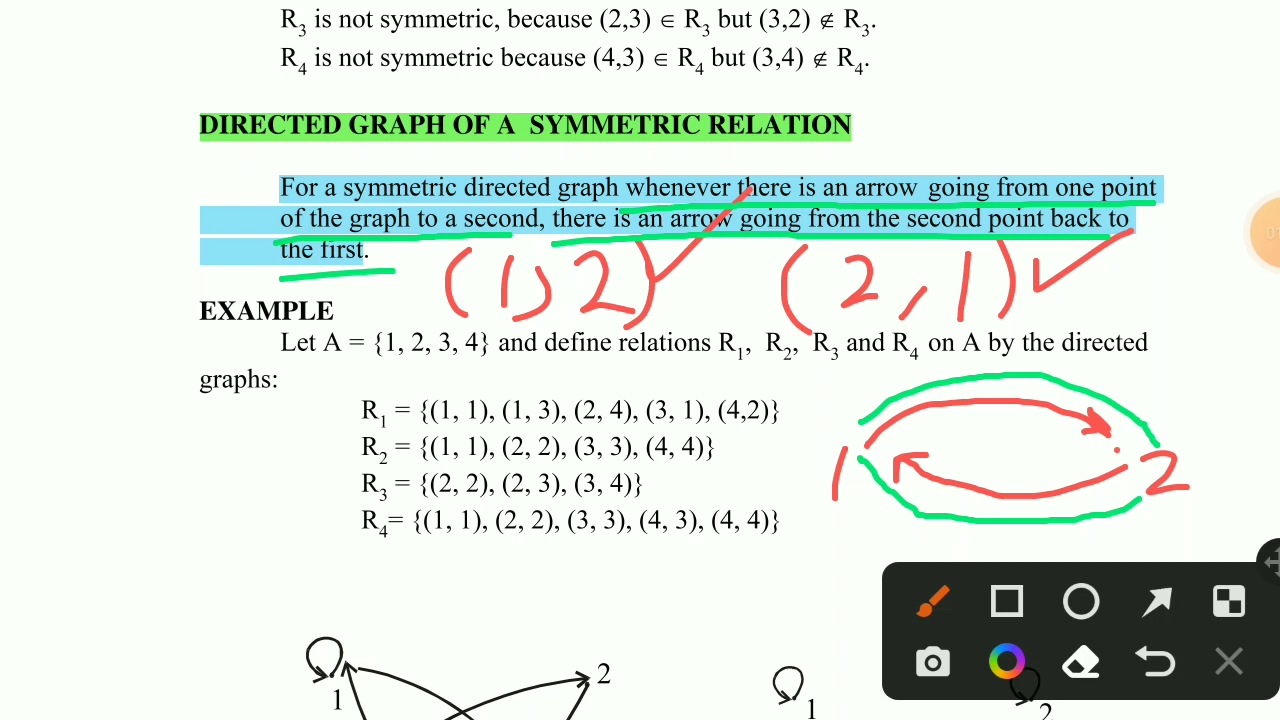 R3 is not symmetric, because (2,3) ∈ R3 but (3,2) ∉ R3.
R4 is not symmetric because (4,3) ∈ R4 but (3,4) ∉ R4.
DIRECTED GRAPH OF A SYMMETRIC RELATION
For a symmetric directed graph whenever there is an arrow going from one point
of the graph to a second, there is an arrow going from the second point back to
the first.
(1,2) (2,1)
EXAMPLE
Let A = {1, 2, 3, 4} and define relations R1, R2, R3 and R4 on A by the directed
graphs:
R1 = {(1, 1), (1, 3), (2, 4), (3, 1), (4,2)}
R2 = {(1, 1), (2, 2), (3, 3), (4, 4)}
R3 = {(2, 2), (2, 3), (3, 4)}
R4= {(1, 1), (2, 2), (3, 3), (4, 3), (4, 4)}
1 2
1 2 1 2